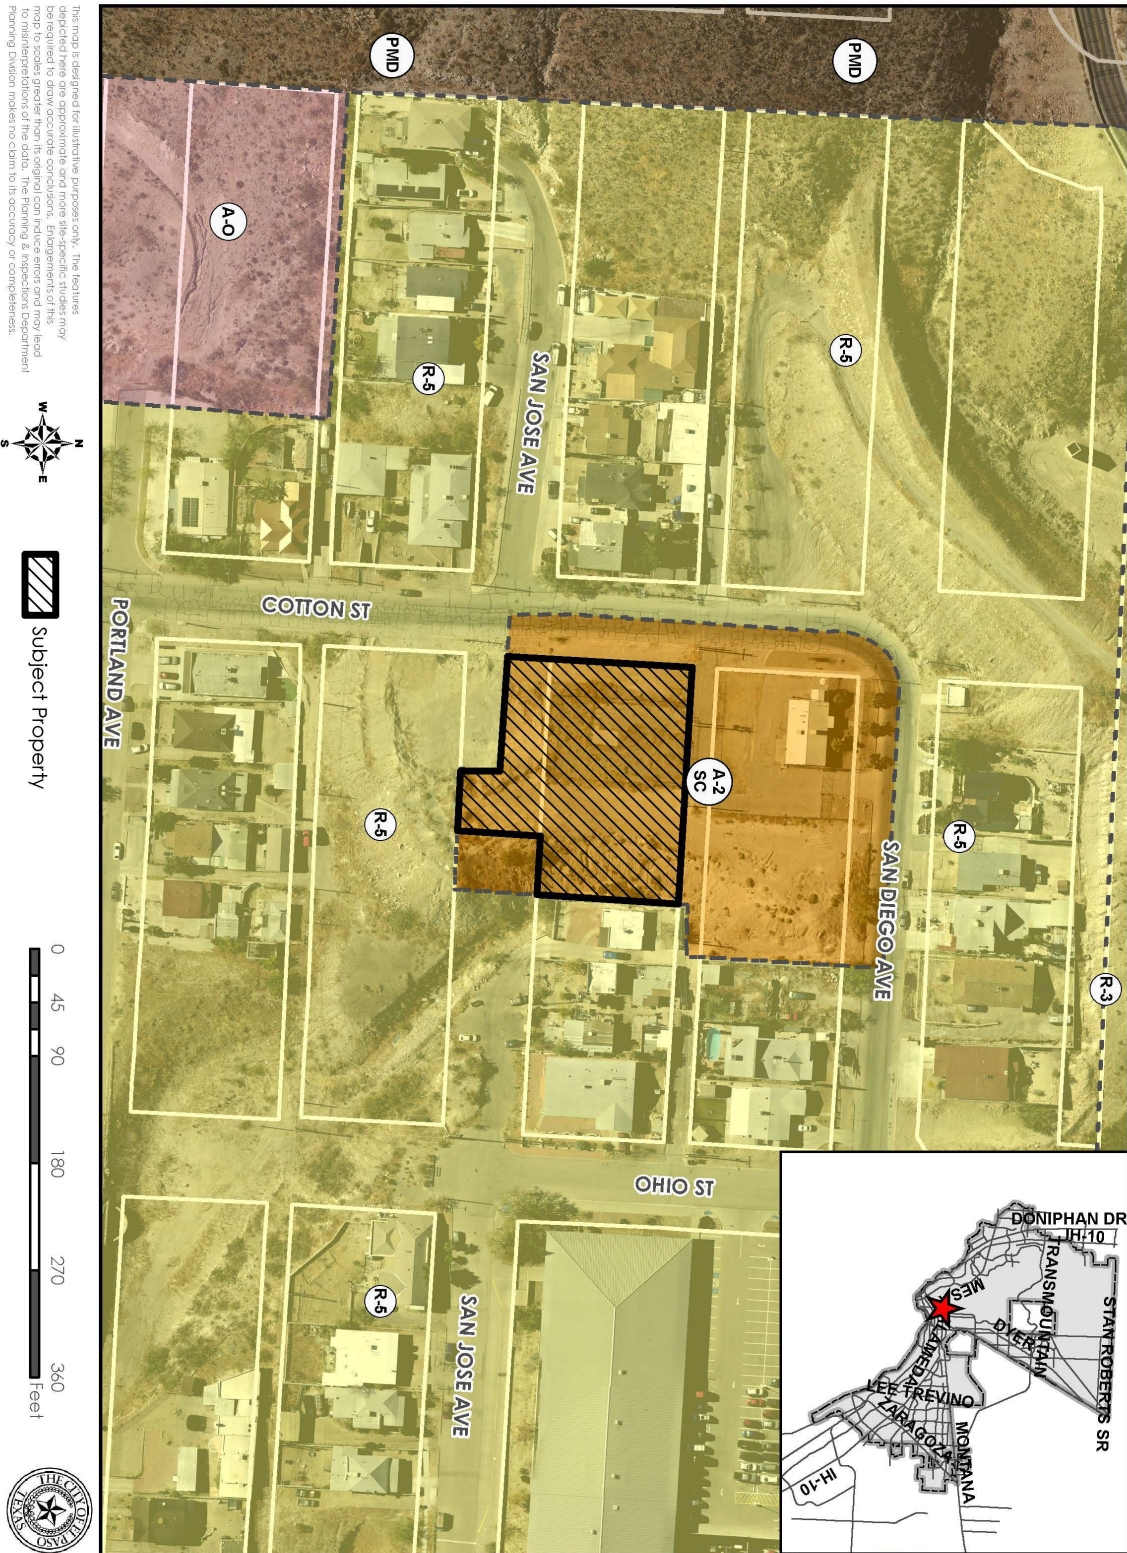 PMD
PMD
A-O
R-5
R-5
SAN JOSE AVE
COTTON ST
PORTLAND AVE
A-2
SC
R-5
R-5
SAN DIEGO AVE
R-3
OHIO ST
R-5
SAN JOSE AVE
DONIPHAN DR
IH-10
TRANSMOUNTAIN
STAN ROBERTS SR
MES
DYER
ALAMEDA
LEE TREVINO
ZARAGOZA
MONTANA
IH-10
This map is designed for illustrative purposes only. The features
depicted here are approximate and more site-specific studies may
be required to draw accurate conclusions. Enlargements of this
map to scales greater than its original can induce errors and may lead
to misinterpretations of the data. The Planning & Inspections Department
Planning Division makes no claim to its accuracy or completeness.
N
W
E
S
Subject Property
0 45 90 180 270 360
Feet
THE CITY OF EL PASO
TEXAS